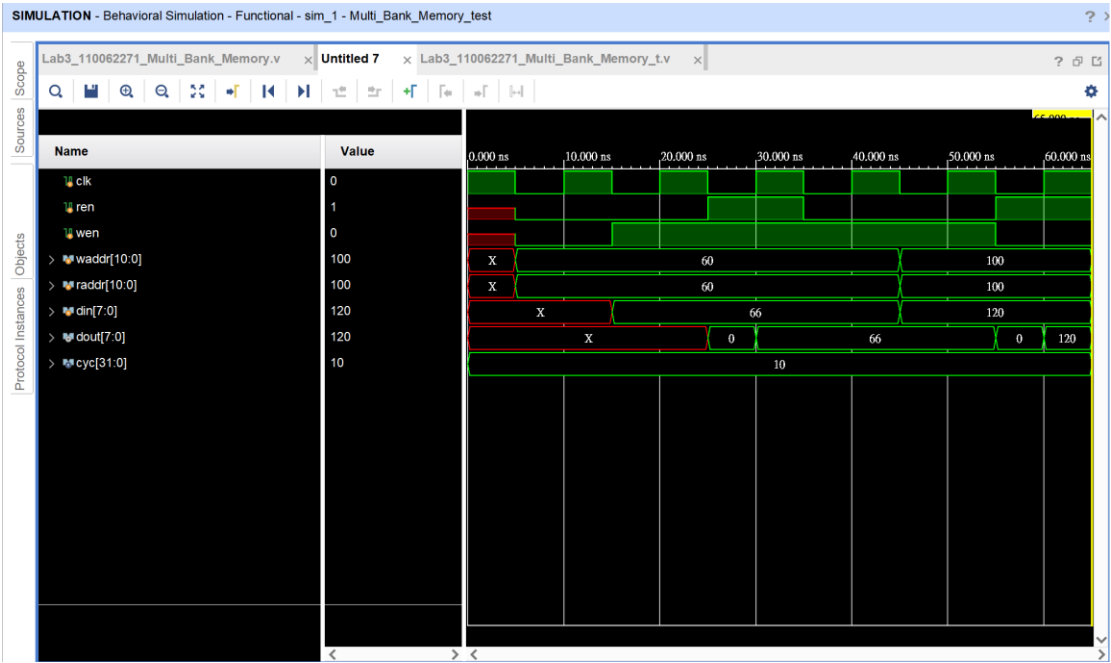 SIMULATION - Behavioral Simulation - Functional - sim_1 - Multi_Bank_Memory_test
Lab3_110062271_Multi_Bank_Memory.v
Untitled 7
Lab3_110062271_Multi_Bank_Memory_t.v
Scope
Sources
Objects
Protocol Instances
Name Value
0.000 ns 10.000 ns 20.000 ns 30.000 ns 40.000 ns 50.000 ns 60.000 ns
clk 0
ren 1
wen 0
waddr[10:0] 100 X 60 100
raddr[10:0] 100 X 60 100
din[7:0] 120 X 66 120
dout[7:0] 120 X 0 66 0 120
cyc[31:0] 10 10